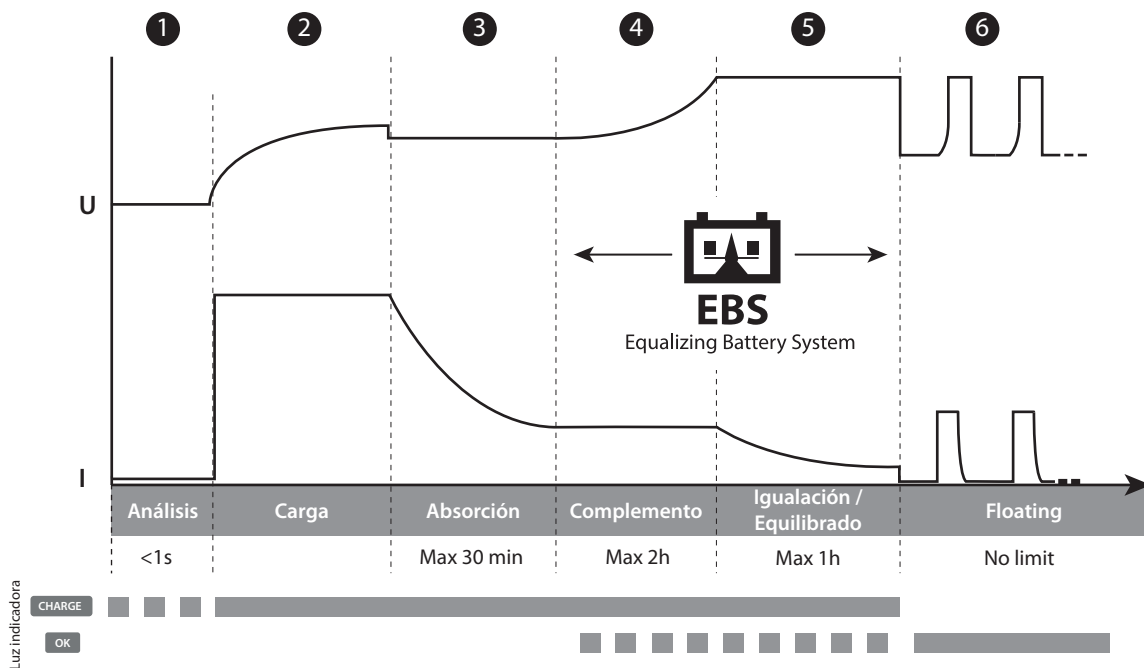 1 2 3 4 5 6
U
EBS
Equalizing Battery System
I
Análisis Carga Absorción Complemento Igualación / Equilibrado Floating
<1s Max 30 min Max 2h Max 1h No limit
Luz indicadora
CHARGE
OK